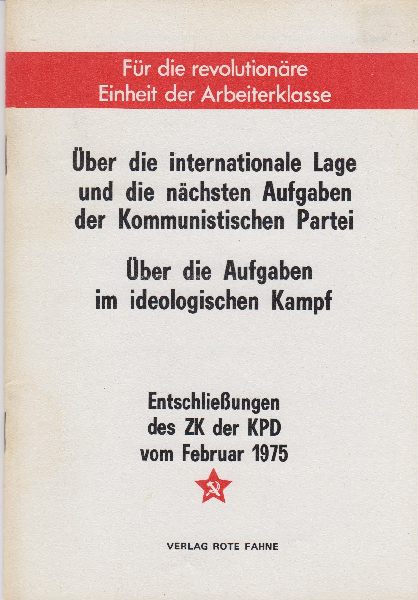 Für die revolutionäre
Einheit der Arbeiterklasse
Über die internationale Lage
und die nächsten Aufgaben
der Kommunistischen Partei
Über die Aufgaben
im ideologischen Kampf
Entschließungen
des ZK der KPD
vom Februar 1975
VERLAG ROTE FAHNE